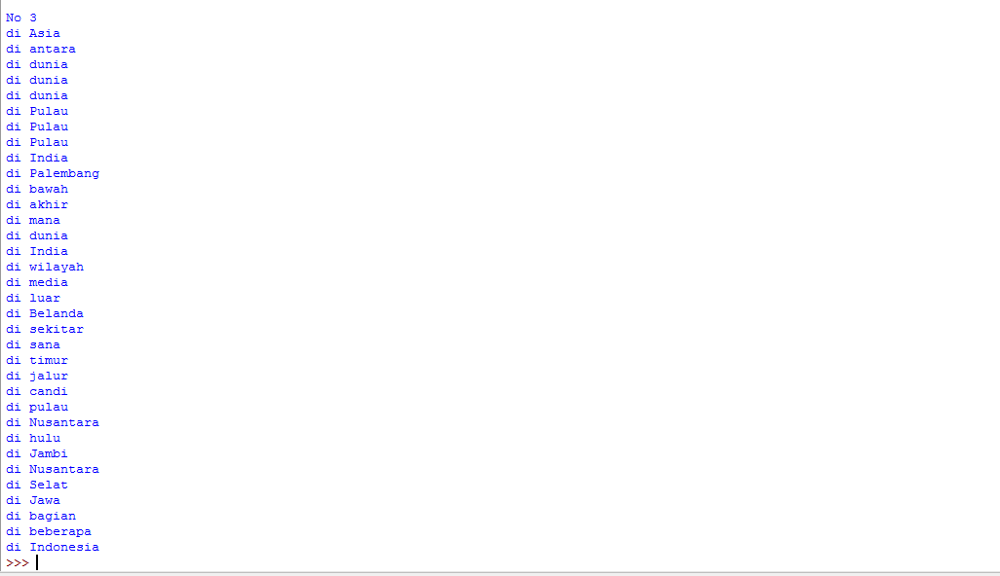 No 3
di Asia
di antara
di dunia
di dunia
di dunia
di Pulau
di Pulau
di Pulau
di India
di Palembang
di bawah
di akhir
di mana
di dunia
di India
di wilayah
di media
di luar
di Belanda
di sekitar
di sana
di timur
di jalur
di candi
di pulau
di Nusantara
di hulu
di Jambi
di Nusantara
di Selat
di Jawa
di bagian
di beberapa
di Indonesia
>>>